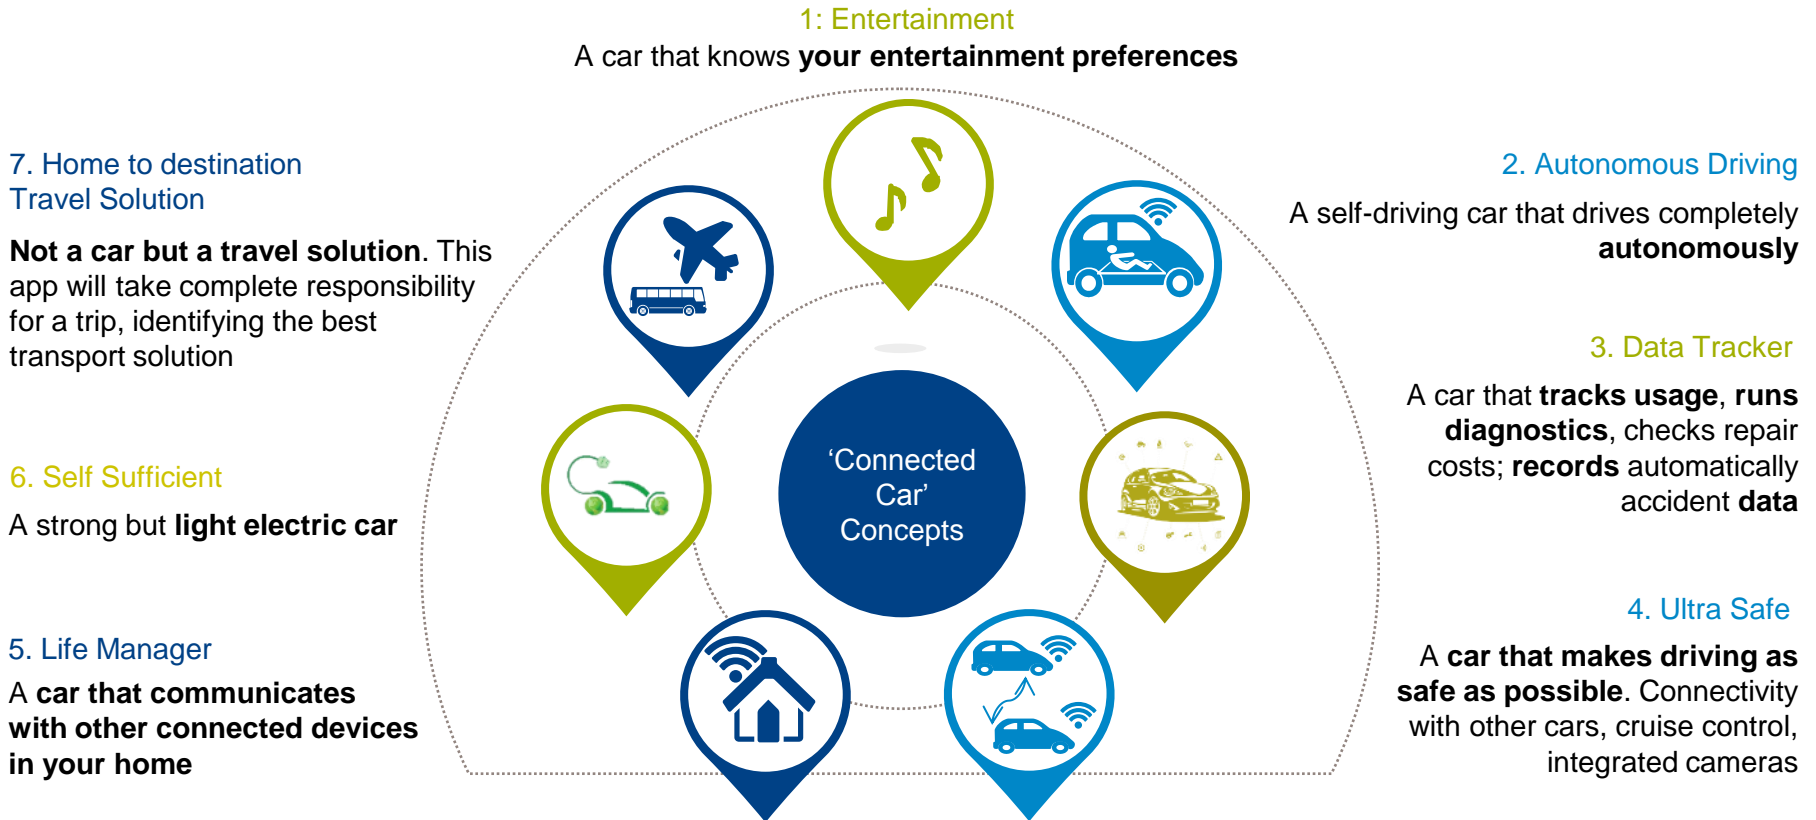 1: Entertainment
A car that knows your entertainment preferences
2. Autonomous Driving
A self-driving car that drives completely
autonomously
3. Data Tracker
A car that tracks usage, runs
diagnostics, checks repair
costs; records automatically
accident data
4. Ultra Safe
A car that makes driving as
safe as possible. Connectivity
with other cars, cruise control,
integrated cameras
5. Life Manager
A car that communicates
with other connected devices
in your home
6. Self Sufficient
A strong but light electric car
7. Home to destination
Travel Solution
Not a car but a travel solution. This
app will take complete responsibility
for a trip, identifying the best
transport solution
‘Connected
Car’
Concepts